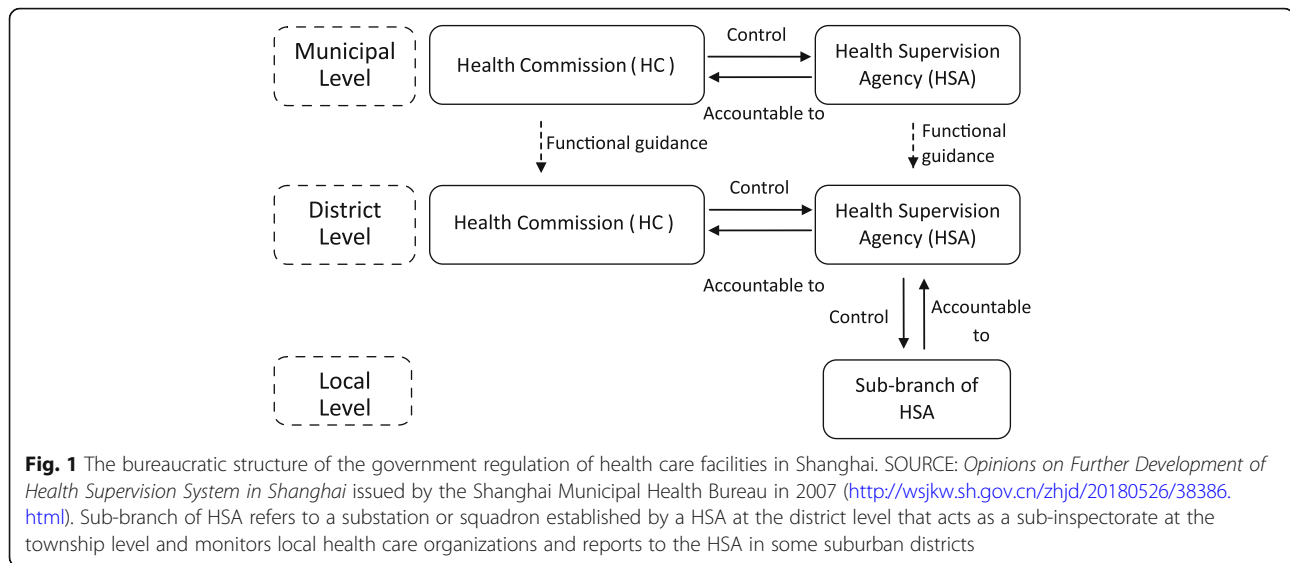 Municipal
Level
Health Commission ( HC )
Control
Accountable to
Health Supervision
Agency (HSA)
Functional guidance
Functional
guidance
District
Level
Health Commission ( HC )
Control
Accountable to
Health Supervision
Agency (HSA)
Control
Accountable
to
Local
Level
Sub-branch of
HSA
Fig. 1 The bureaucratic structure of the government regulation of health care facilities in Shanghai. SOURCE: Opinions on Further Development of
Health Supervision System in Shanghai issued by the Shanghai Municipal Health Bureau in 2007 (http://wsjkw.sh.gov.cn/zhjd/20180526/38386.
html). Sub-branch of HSA refers to a substation or squadron established by a HSA at the district level that acts as a sub-inspectorate at the
township level and monitors local health care organizations and reports to the HSA in some suburban districts